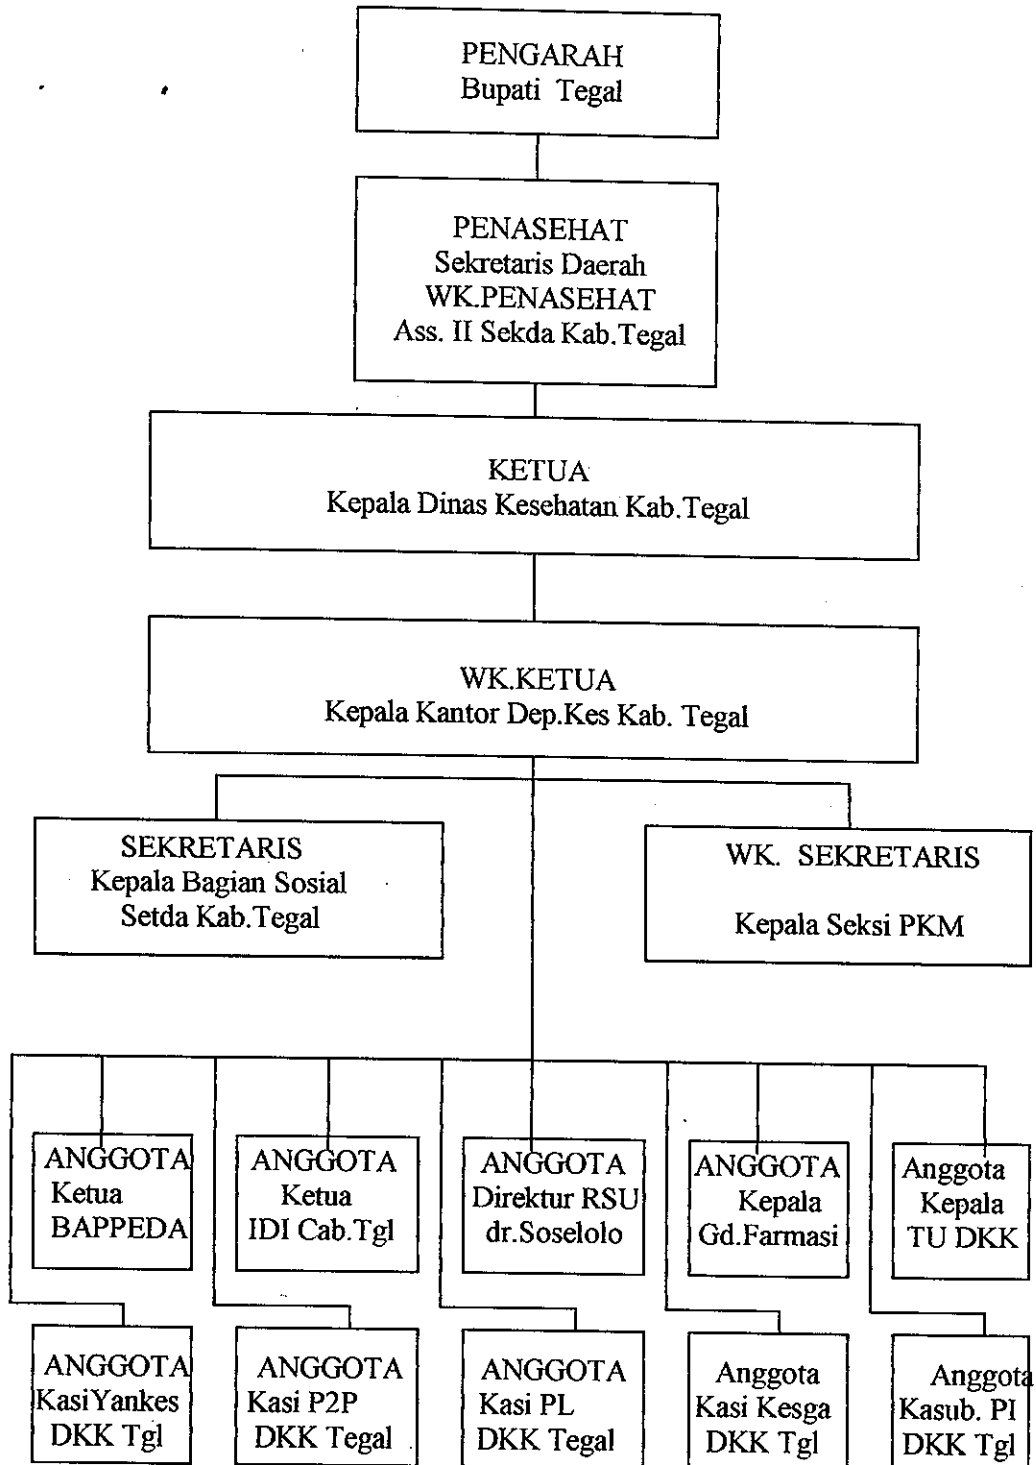 PENGARAH
Bupati Tegal
PENASEHAT
Sekretaris Daerah
WK.PENASEHAT
Ass. II Sekda Kab.Tegal
KETUA
Kepala Dinas Kesehatan Kab.Tegal
WK.KETUA
Kepala Kantor Dep.Kes Kab. Tegal
SEKRETARIS
Kepala Bagian Sosial
Setda Kab.Tegal
WK. SEKRETARIS
Kepala Seksi PKM
ANGGOTA
Ketua
BAPPEDA
ANGGOTA
Ketua
IDI Cab.Tgl
ANGGOTA
Direktur RSU
dr.Soselolo
ANGGOTA
Kepala
Gd.Farmasi
Anggota
Kepala
TU DKK
ANGGOTA
KasiYankes
DKK Tgl
ANGGOTA
Kasi P2P
DKK Tegal
ANGGOTA
Kasi PL
DKK Tegal
Anggota
Kasi Kesga
DKK Tgl
Anggota
Kasub. PI
DKK Tgl